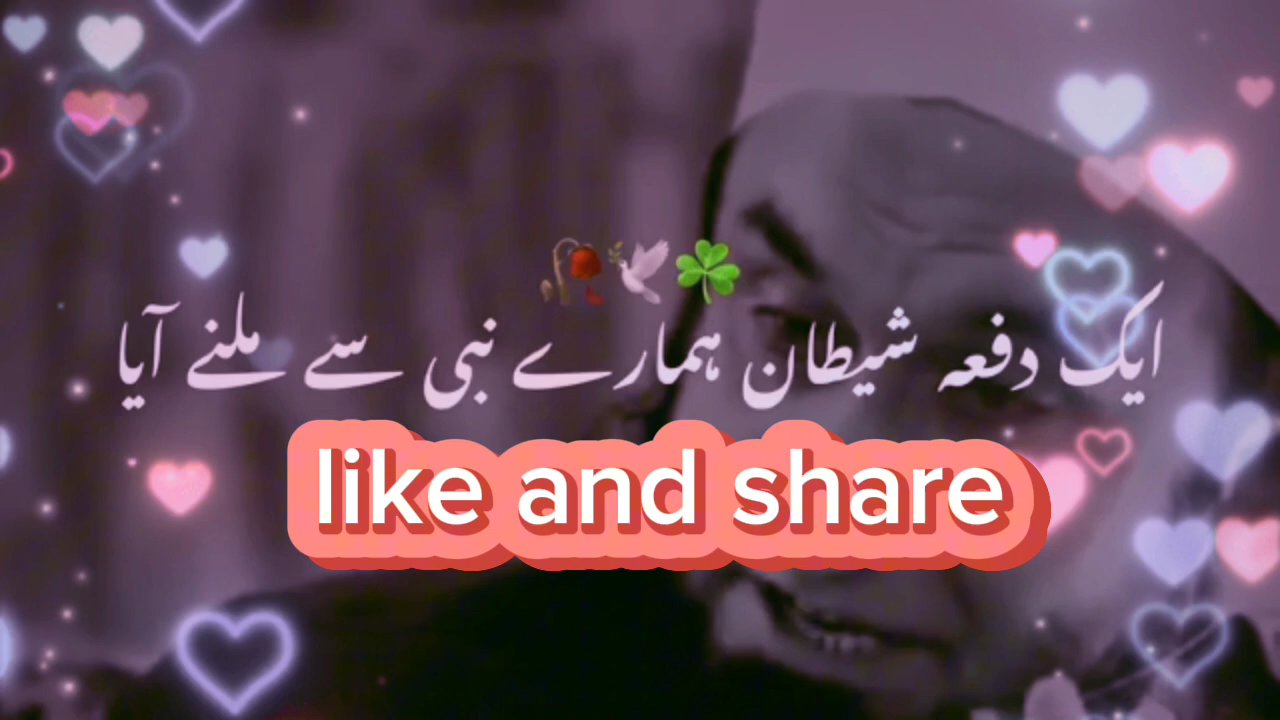 🥀🕊️☘️
ایک دفعہ شیطان ہمارے نبی سے ملنے آیا
like and share